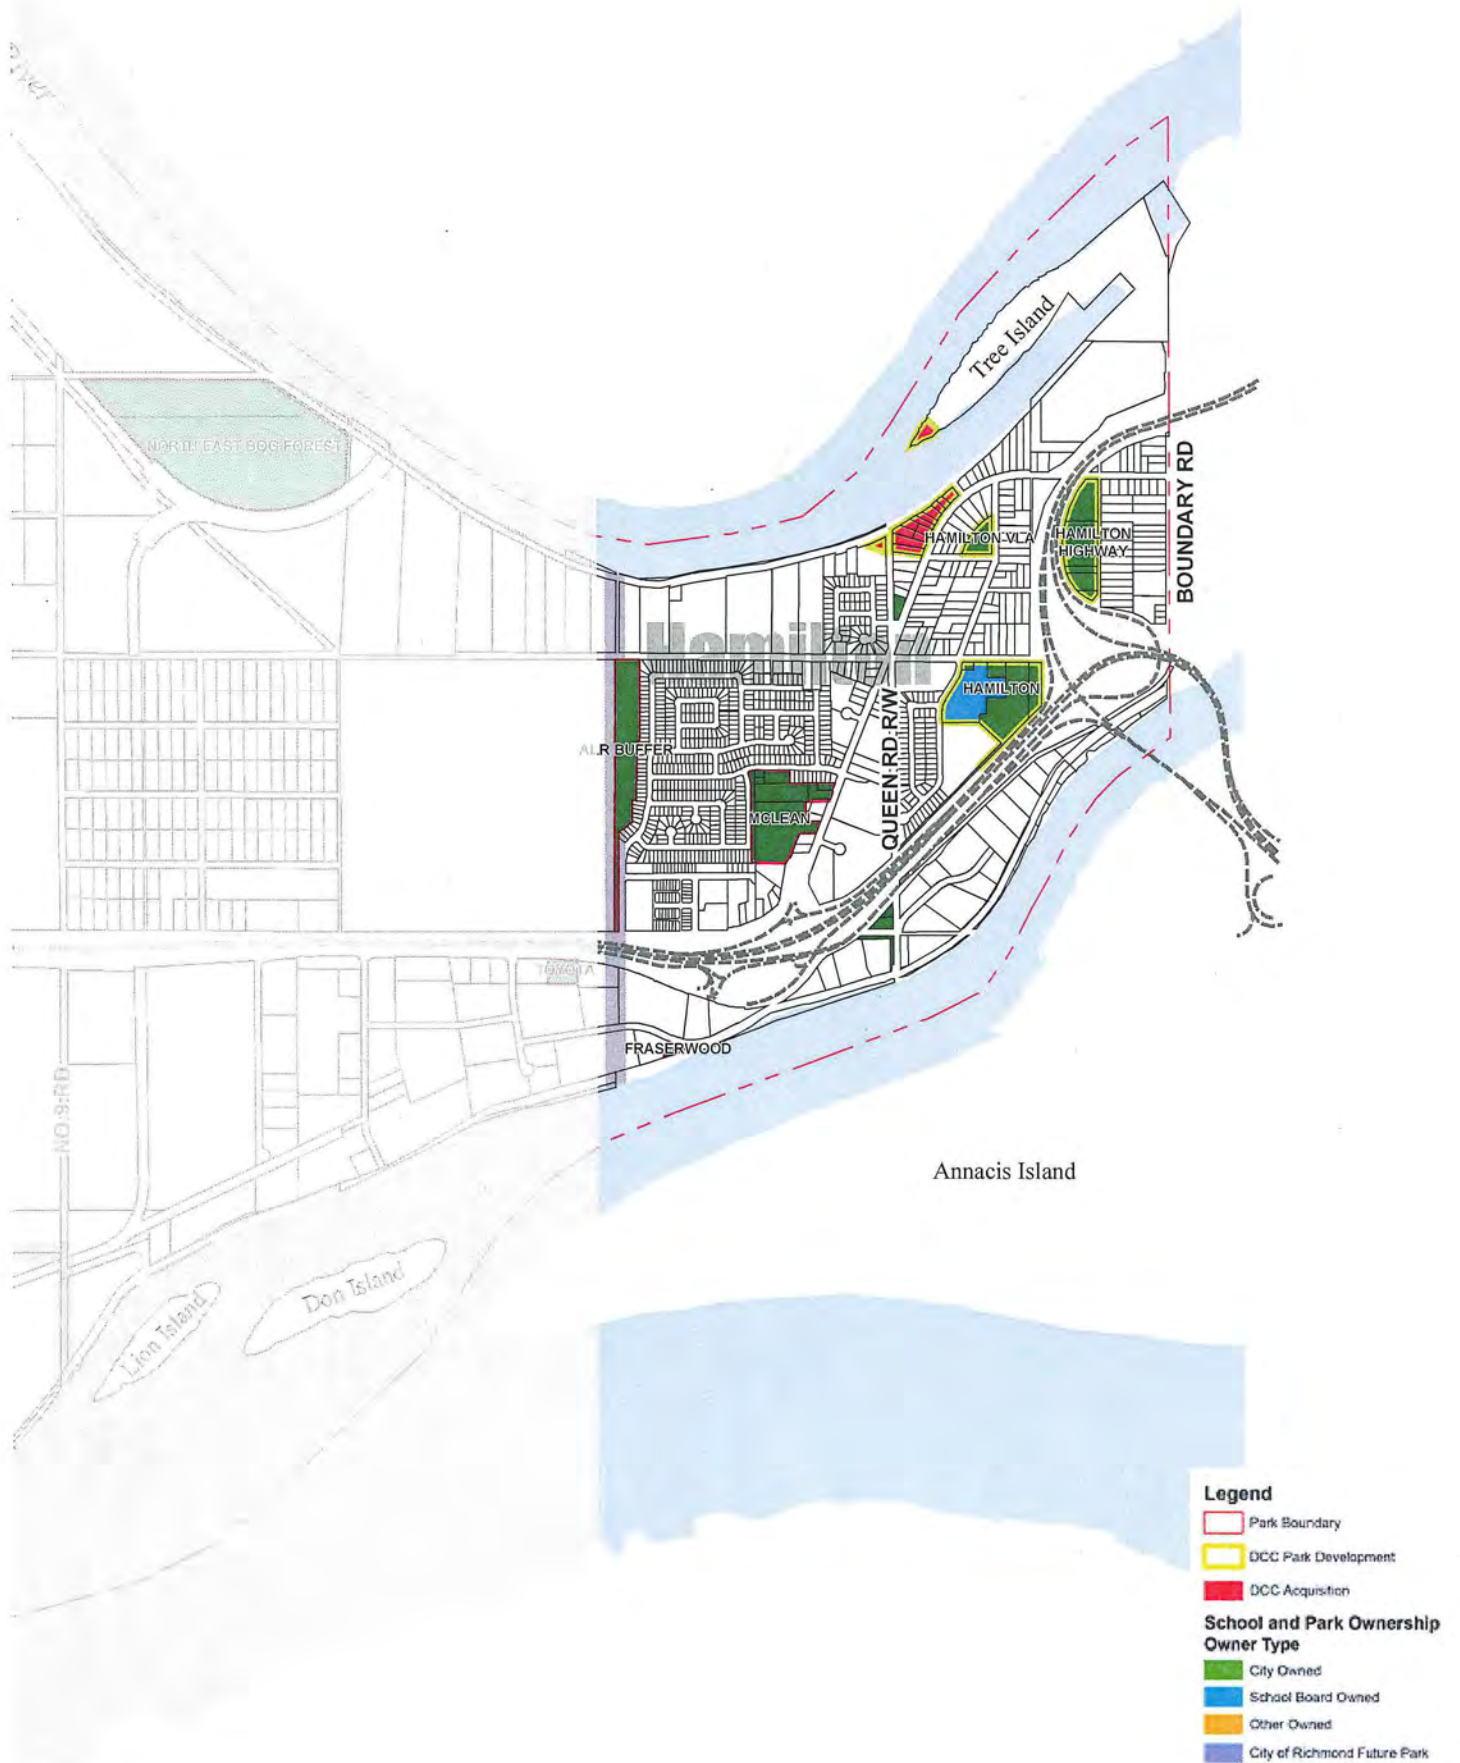 River
Tree Island
NORTH EAST BOG FOREST
BOUNDARY RD
HAMILTON VLA
HAMILTON
HIGHWAY
Hamilton
HAMILTON
QUEEN RD R/W
ALR BUFFER
MCLEAN
TOYOTA
FRASERWOOD
NO 9 RD
Annacis Island
Don Island
Lion Island
Legend
Park Boundary
DCC Park Development
DCC Acquisition
School and Park Ownership
Owner Type
City Owned
School Board Owned
Other Owned
City of Richmond Future Park